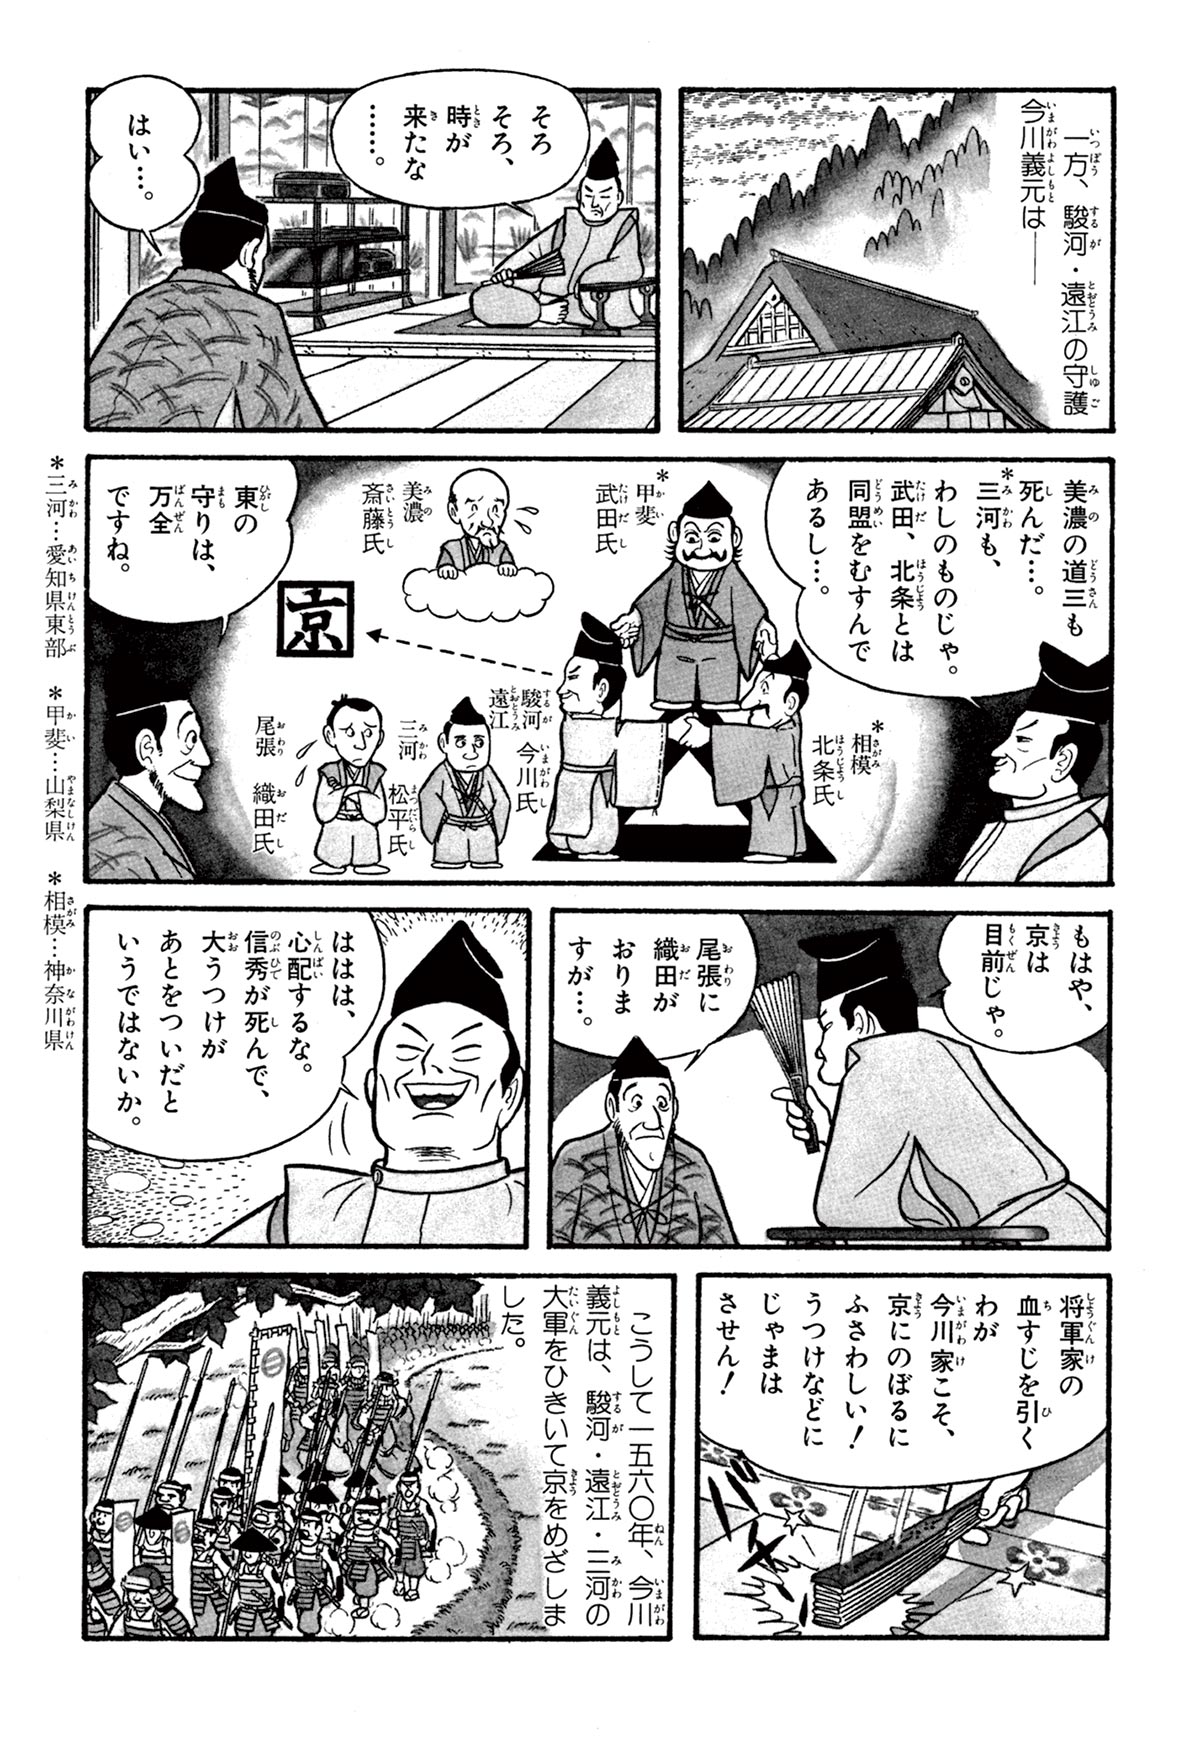 一方、駿河・遠江の守護
今川義元は――
そろ
そろ、
時が
来たな
……。
はい…。
美濃の道三も
死んだ…。
＊三河も、
わしのものじゃ。
武田、北条とは
同盟をむすんで
あるし…。
＊甲斐
武田氏
美濃
斎藤氏
京
＊相模
北条氏
駿河
遠江
今川氏
三河
松平氏
尾張
織田氏
東の
守りは、
万全
ですね。
もはや、
京は
目前じゃ。
尾張に
織田が
おりま
すが…。
ははは、
心配するな。
信秀が死んで、
大うつけが
あとをついだと
いうではないか。
将軍家の
血すじを引く
わが
今川家こそ、
京にのぼるに
ふさわしい！
うつけなどに
じゃまは
させん！
こうして一五六〇年、今川
義元は、駿河・遠江・三河の
大軍をひきいて京をめざしま
した。
＊三河…愛知県東部　＊甲斐…山梨県　＊相模…神奈川県